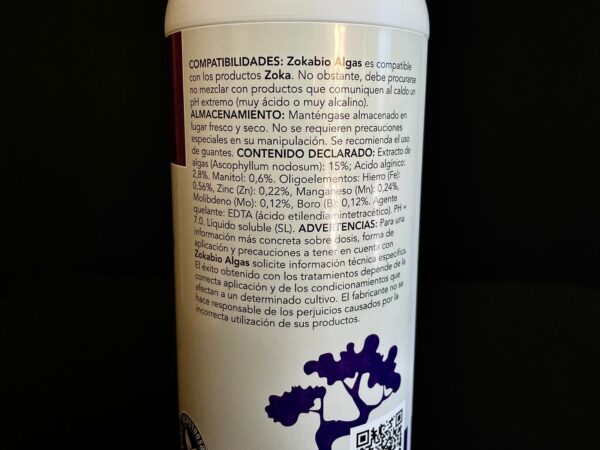 COMPATIBILIDADES: Zokabio Algas es compatible
con los productos Zoka. No obstante, debe procurarse
no mezclar con productos que comuniquen al caldo un
pH extremo (muy ácido o muy alcalino).
ALMACENAMIENTO: Manténgase almacenado en
lugar fresco y seco. No se requieren precauciones
especiales en su manipulación. Se recomienda el uso
de guantes. CONTENIDO DECLARADO: Extracto de
algas (Ascophyllum nodosum): 15%; Ácido algínico:
2,8%. Manitol: 0,6%. Oligoelementos: Hierro (Fe):
0,56%, Zinc (Zn): 0,22%, Manganeso (Mn): 0,24%,
Molibdeno (Mo): 0,12%, Boro (B): 0,12%. Agente
quelante: EDTA (ácido etilendiamintetracético). PH =
7.0. Líquido soluble (SL). ADVERTENCIAS: Para una
información más concreta sobre dosis, forma de
aplicación y precauciones a tener en cuenta con
Zokabio Algas solicite información técnica específica.
El éxito obtenido con los tratamientos depende de la
correcta aplicación y de los condicionamientos que
afectan a un determinado cultivo. El fabricante no se
hace responsable de los perjuicios causados por la
incorrecta utilización de sus productos.